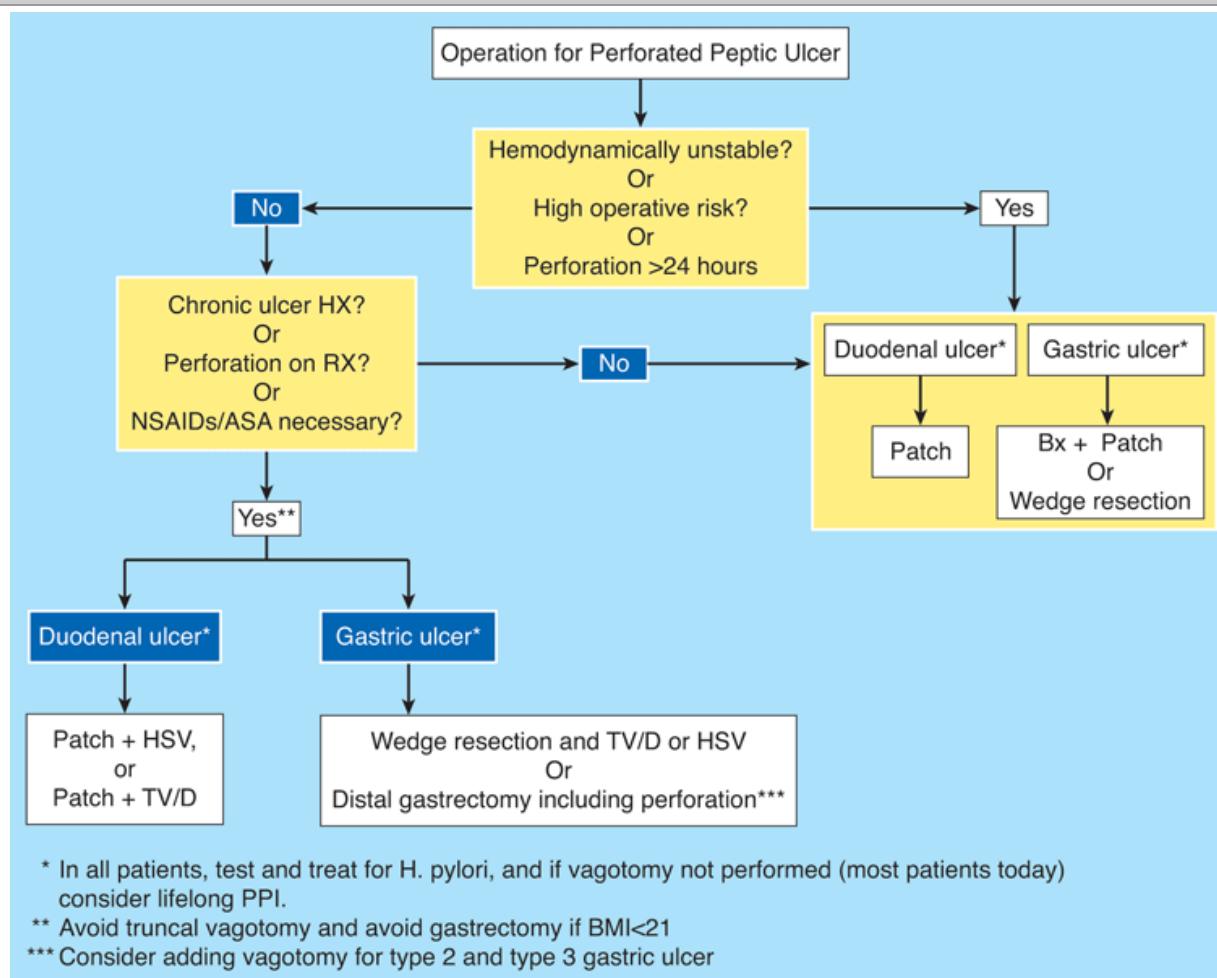 Operation for Perforated Peptic Ulcer
Hemodynamically unstable?
Or
High operative risk?
Or
Perforation >24 hours
No
Yes
Chronic ulcer HX?
Or
Perforation on RX?
Or
NSAIDs/ASA necessary?
No
Duodenal ulcer*
Gastric ulcer*
Patch
Bx + Patch
Or
Wedge resection
Yes**
Duodenal ulcer*
Gastric ulcer*
Patch + HSV,
or
Patch + TV/D
Wedge resection and TV/D or HSV
Or
Distal gastrectomy including perforation***
* In all patients, test and treat for H. pylori, and if vagotomy not performed (most patients today)
consider lifelong PPI.
** Avoid truncal vagotomy and avoid gastrectomy if BMI<21
*** Consider adding vagotomy for type 2 and type 3 gastric ulcer